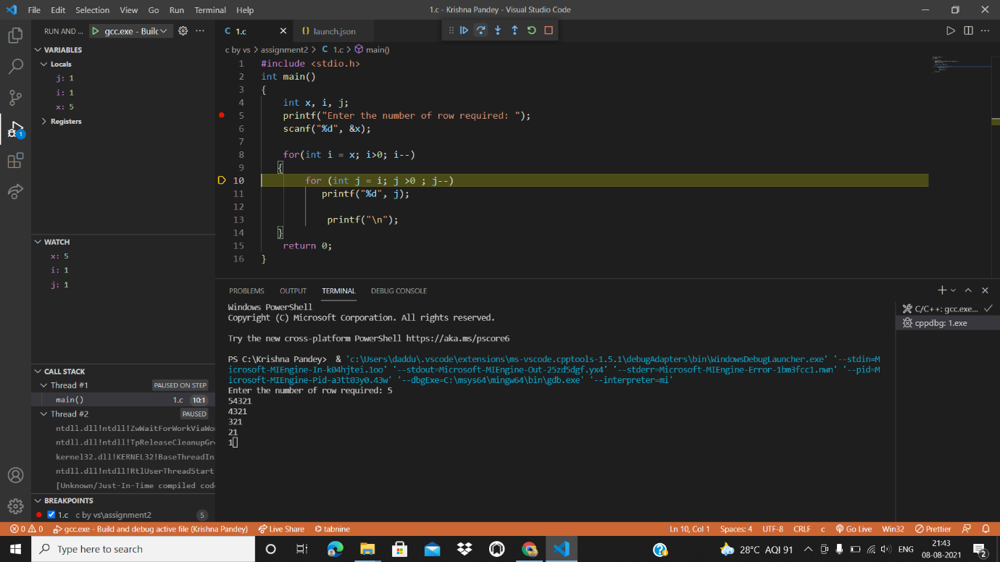 File Edit Selection View Go Run Terminal Help
1.c - Krishna Pandey - Visual Studio Code
RUN AND ... gcc.exe - Builc
1.c
launch.json
c by vs > assignment2 > C 1.c > main()
VARIABLES
Locals
j: 1
i: 1
x: 5
Registers
1
1 #include <stdio.h>
2 int main()
3 {
4 int x, i, j;
5 printf("Enter the number of row required: ");
6 scanf("%d", &x);
7
8 for(int i = x; i>0; i--)
9 {
10 for (int j = i; j >0 ; j--)
11 printf("%d", j);
12
13 printf("\n");
14 }
15 return 0;
16 }
WATCH
x: 5
i: 1
j: 1
CALL STACK
Thread #1 PAUSED ON STEP
main() 1.c 10:1
Thread #2 PAUSED
ntdll.dll!ntdll!ZwWaitForWorkViaWo
ntdll.dll!ntdll!TpReleaseCleanupGr
kernel32.dll!KERNEL32!BaseThreadIn
ntdll.dll!ntdll!RtlUserThreadStart
[Unknown/Just-In-Time compiled cod
BREAKPOINTS
1.c c by vs\assignment2 5
PROBLEMS OUTPUT TERMINAL DEBUG CONSOLE
Windows PowerShell
Copyright (C) Microsoft Corporation. All rights reserved.
Try the new cross-platform PowerShell https://aka.ms/pscore6
PS C:\Krishna Pandey> & 'c:\Users\daddu\.vscode\extensions\ms-vscode.cpptools-1.5.1\debugAdapters\bin\WindowsDebugLauncher.exe' '--stdin=M
icrosoft-MIEngine-In-k04hjtei.1oo' '--stdout=Microsoft-MIEngine-Out-25zd5dgf.yx4' '--stderr=Microsoft-MIEngine-Error-1bm3fcc1.nwn' '--pid=M
icrosoft-MIEngine-Pid-a3tt03y0.43w' '--dbgExe=C:\msys64\mingw64\bin\gdb.exe' '--interpreter=mi'
Enter the number of row required: 5
54321
4321
321
21
1
C/C++: gcc.exe...
cppdbg: 1.exe
0 0 gcc.exe - Build and debug active file (Krishna Pandey) Live Share tabnine
Ln 10, Col 1 Spaces: 4 UTF-8 CRLF c Go Live Win32 Prettier
Type here to search
28°C AQI 91 ENG
21:43
08-08-2021
2